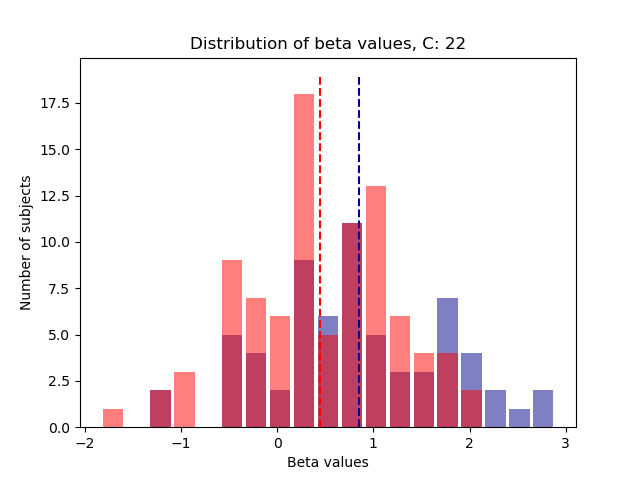 Distribution of beta values, C: 22
17.5
15.0
12.5
10.0
7.5
5.0
2.5
0.0
Number of subjects
−2 −1 0 1 2 3
Beta values